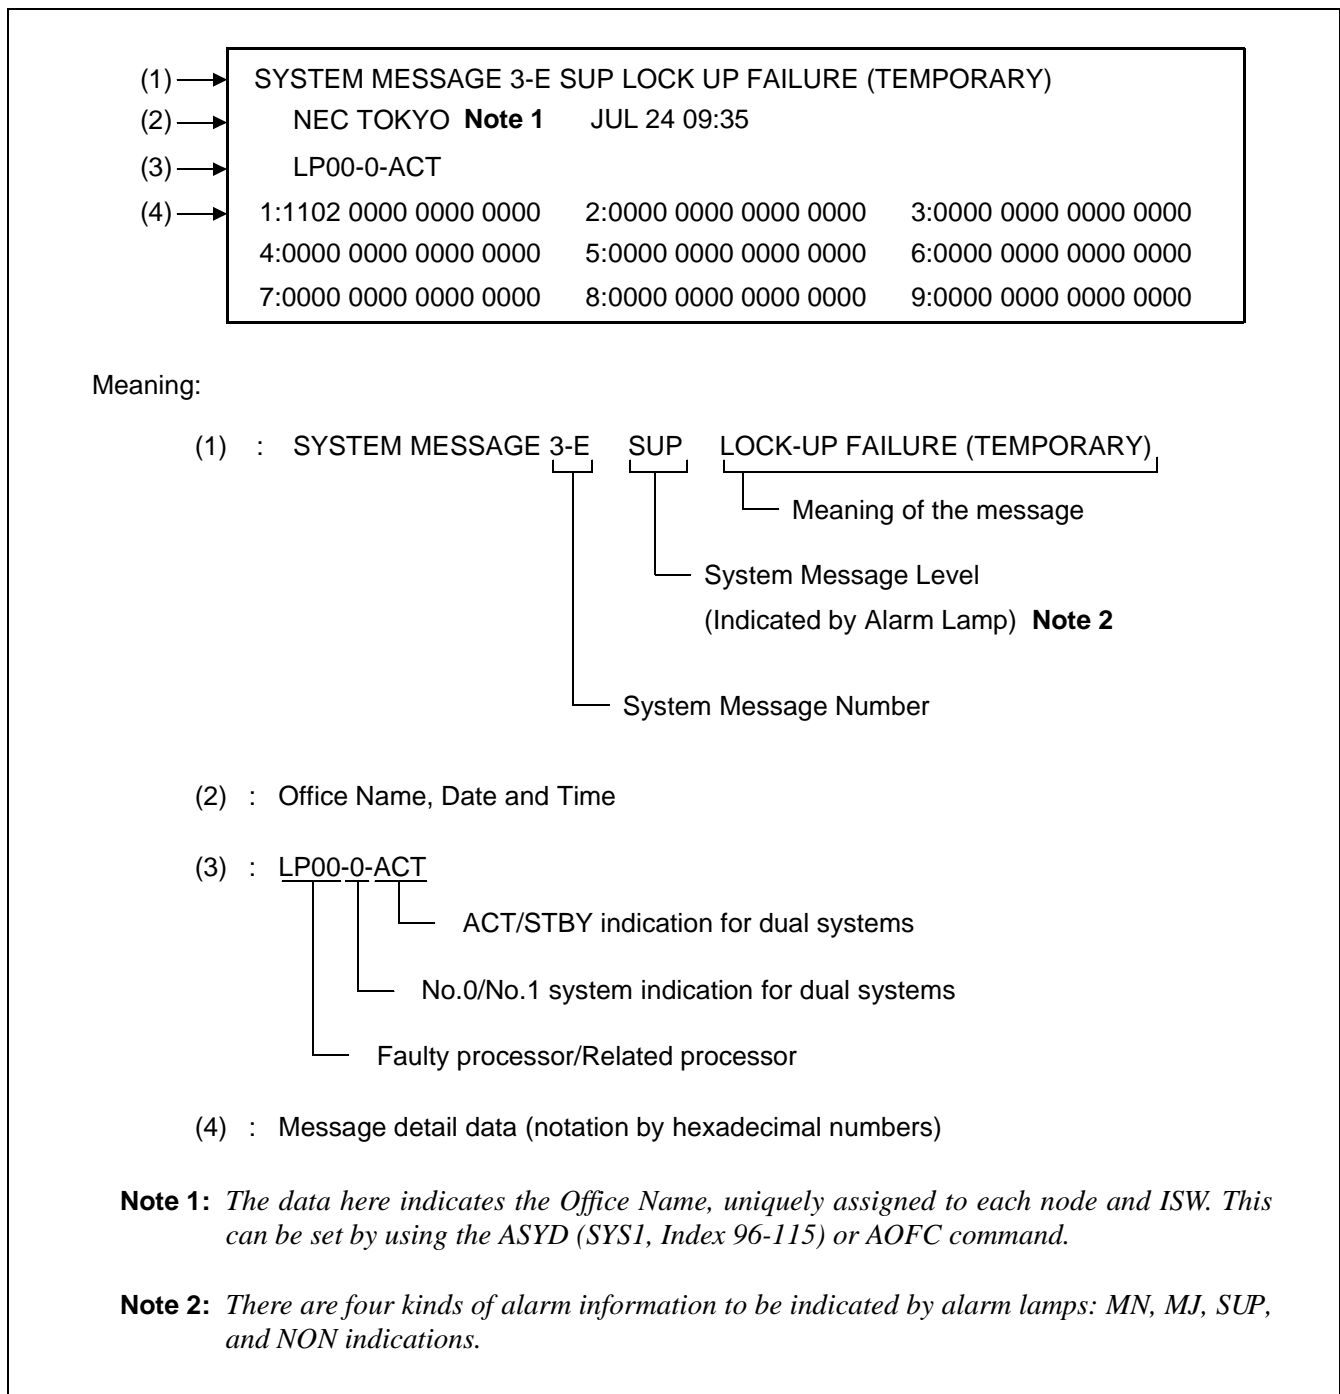 (1) SYSTEM MESSAGE 3-E SUP LOCK UP FAILURE (TEMPORARY)
(2) NEC TOKYO Note 1 JUL 24 09:35
(3) LP00-0-ACT
(4) 1:1102 0000 0000 0000 2:0000 0000 0000 0000 3:0000 0000 0000 0000
4:0000 0000 0000 0000 5:0000 0000 0000 0000 6:0000 0000 0000 0000
7:0000 0000 0000 0000 8:0000 0000 0000 0000 9:0000 0000 0000 0000
Meaning:
(1) : SYSTEM MESSAGE 3-E SUP LOCK-UP FAILURE (TEMPORARY)
Meaning of the message
System Message Level
(Indicated by Alarm Lamp) Note 2
System Message Number
(2) : Office Name, Date and Time
(3) : LP00-0-ACT
ACT/STBY indication for dual systems
No.0/No.1 system indication for dual systems
Faulty processor/Related processor
(4) : Message detail data (notation by hexadecimal numbers)
Note 1: The data here indicates the Office Name, uniquely assigned to each node and ISW. This
can be set by using the ASYD (SYS1, Index 96-115) or AOFC command.
Note 2: There are four kinds of alarm information to be indicated by alarm lamps: MN, MJ, SUP,
and NON indications.